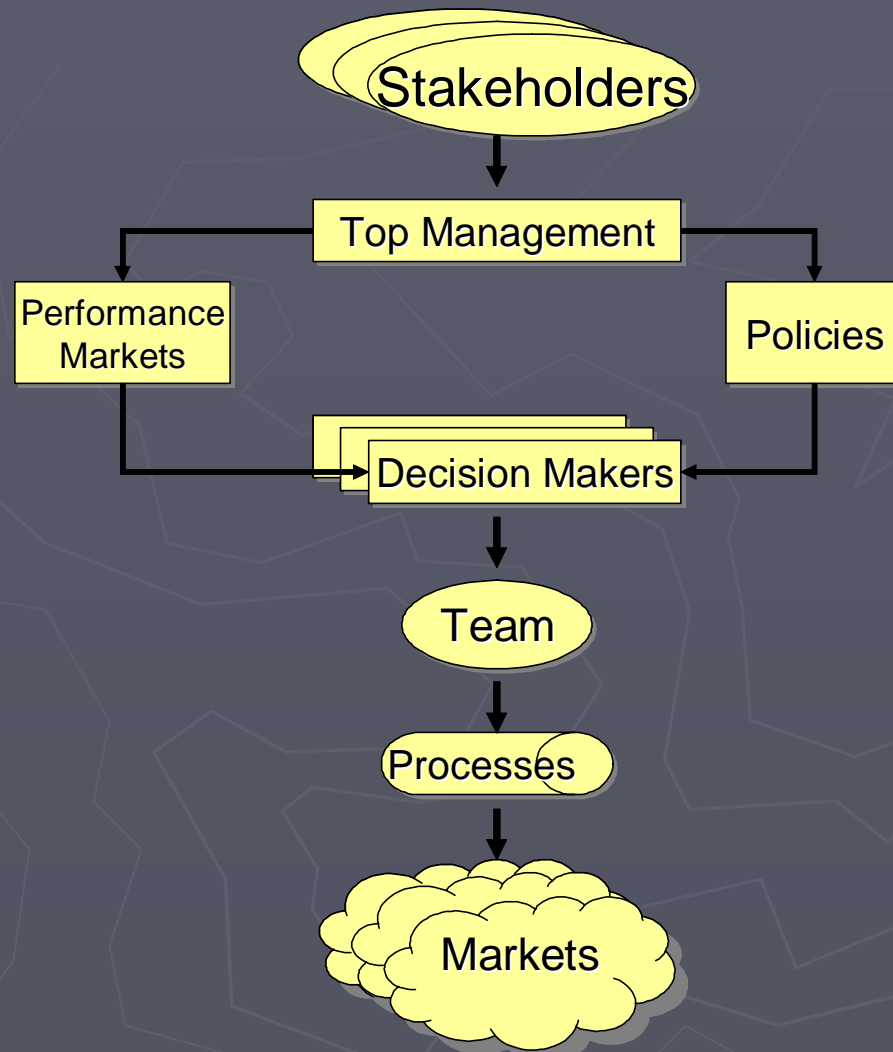 Stakeholders
Top Management
Performance
Markets
Policies
Decision Makers
Team
Processes
Markets